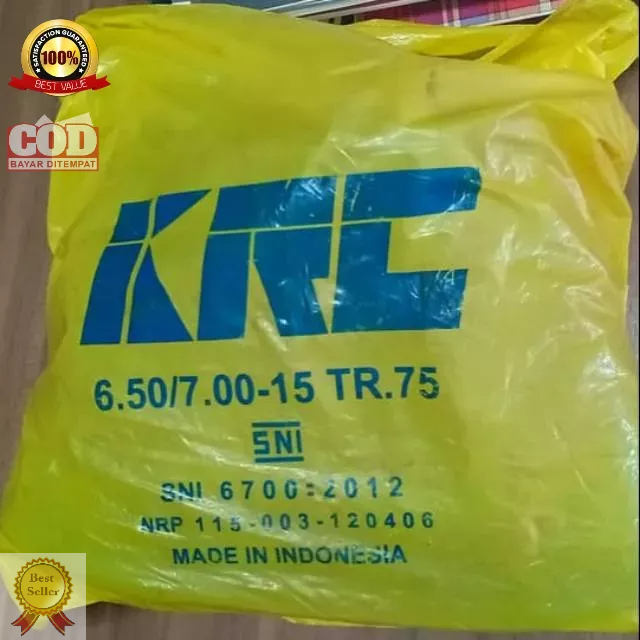 SATISFACTION GUARANTEED
100%
BEST VALUE
COD
BAYAR DITEMPAT
KRC
6.50/7.00-15 TR.75
SNI
SNI 6700:2012
NRP 115-003-120406
MADE IN INDONESIA
Best
Seller